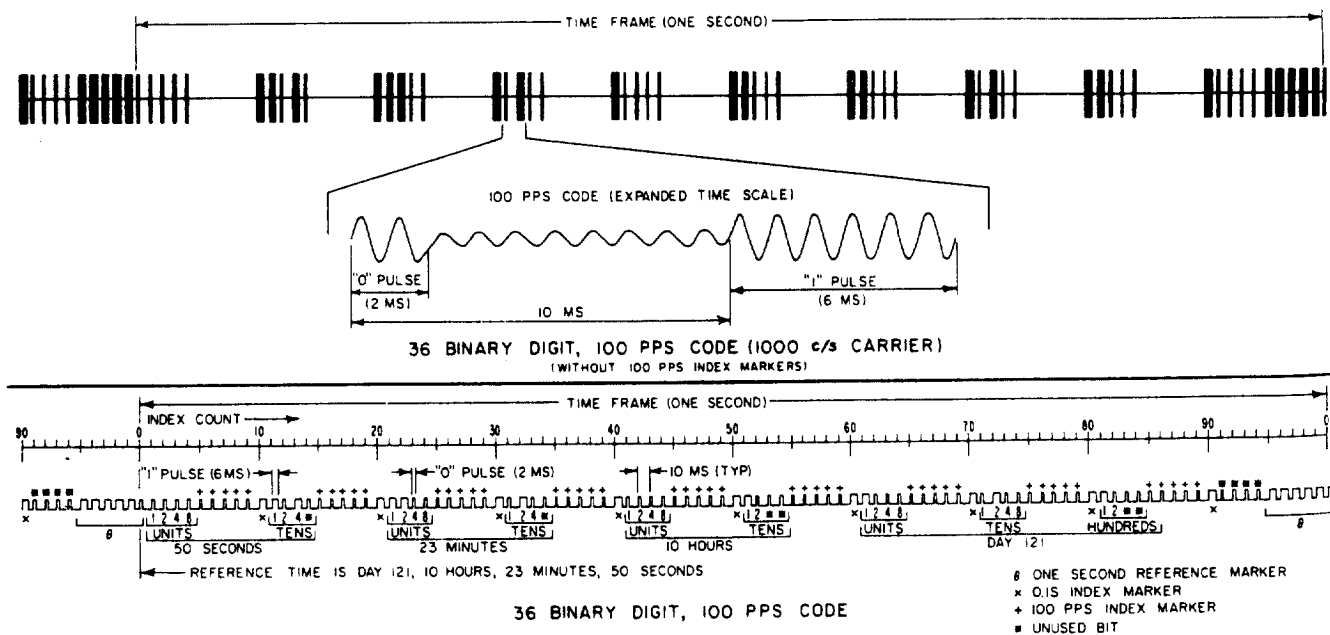 TIME FRAME (ONE SECOND)
100 PPS CODE (EXPANDED TIME SCALE)
"0" PULSE
(2 MS)
"1" PULSE
(6 MS)
10 MS
36 BINARY DIGIT, 100 PPS CODE (1000 c/s CARRIER)
(WITHOUT 100 PPS INDEX MARKERS)
TIME FRAME (ONE SECOND)
INDEX COUNT
90 0 10 20 30 40 50 60 70 80 90 0
"1" PULSE (6MS) "0" PULSE (2 MS) 10 MS (TYP)
1 2 4 8 1 2 4 1 2 4 8 1 2 4 1 2 4 8 1 2 1 2 4 8 1 2 4 8 1 2
θ UNITS TENS UNITS TENS UNITS TENS UNITS TENS HUNDREDS θ
50 SECONDS 23 MINUTES 10 HOURS DAY 121
REFERENCE TIME IS DAY 121, 10 HOURS, 23 MINUTES, 50 SECONDS
36 BINARY DIGIT, 100 PPS CODE
θ ONE SECOND REFERENCE MARKER
× 0.1S INDEX MARKER
+ 100 PPS INDEX MARKER
■ UNUSED BIT